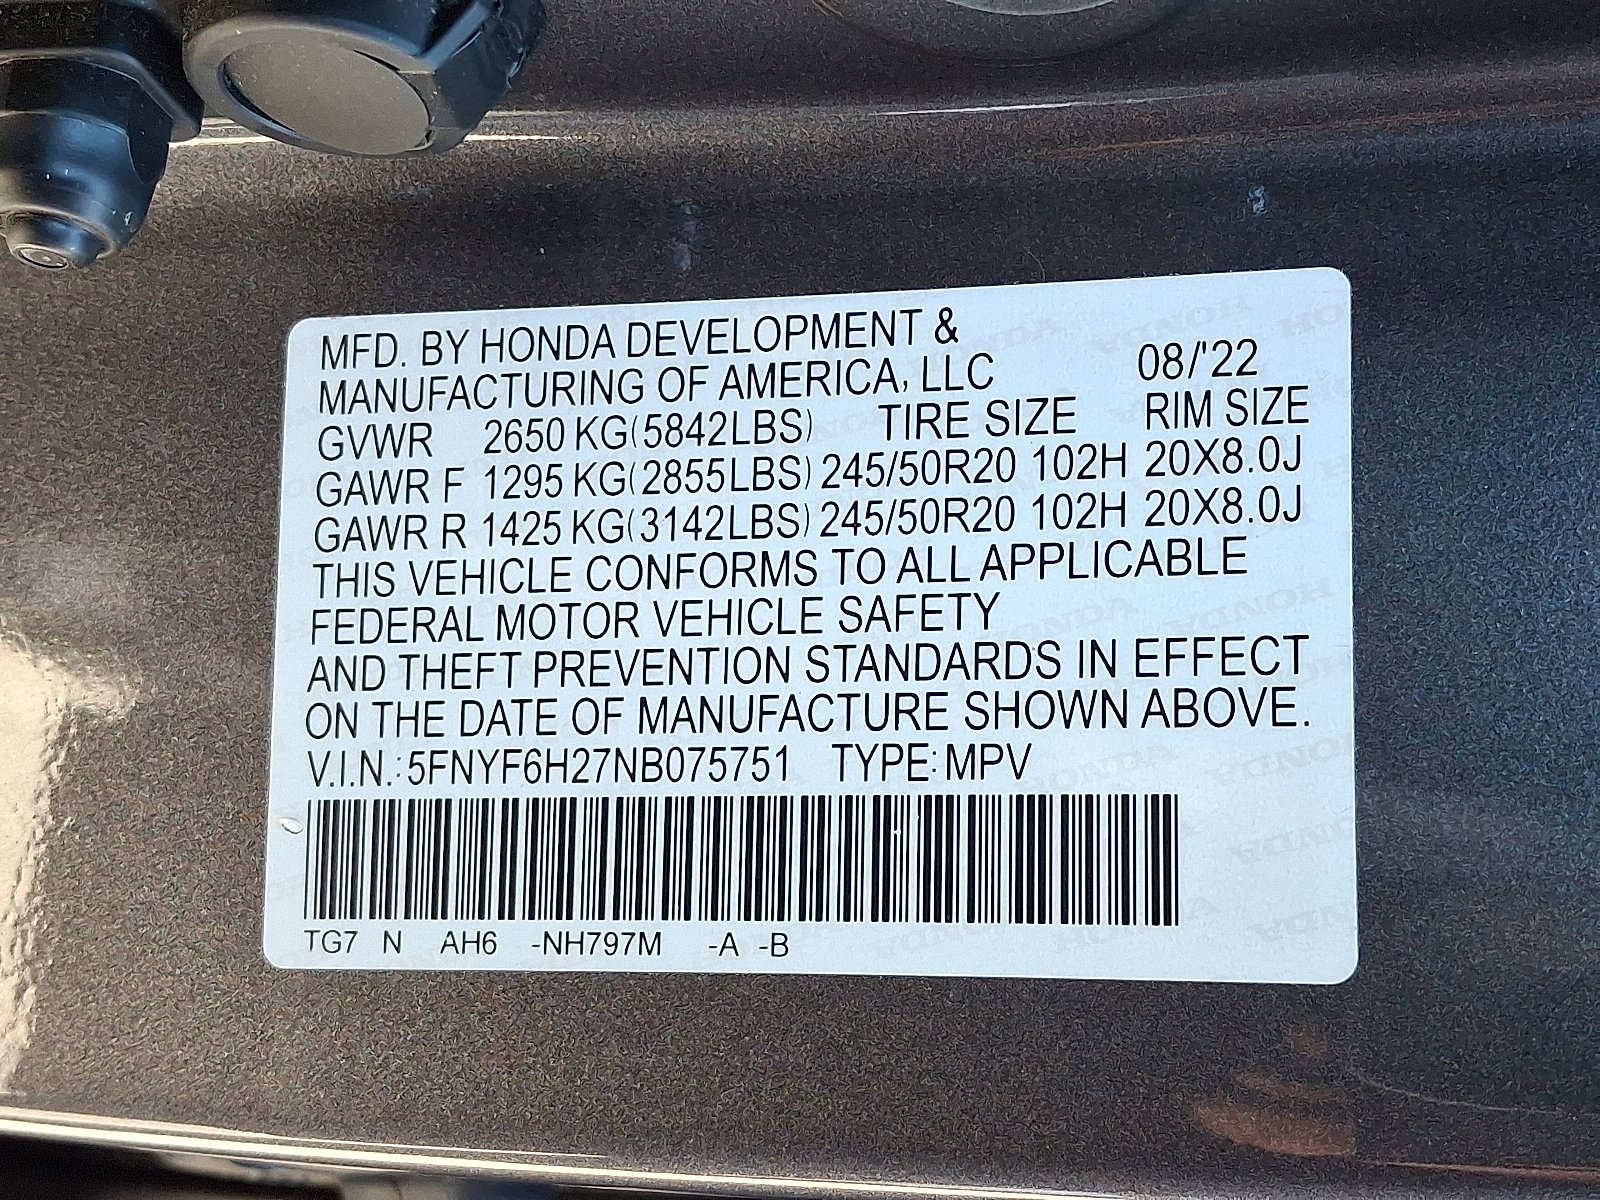 MFD. BY HONDA DEVELOPMENT &
MANUFACTURING OF AMERICA, LLC 08/'22
GVWR 2650 KG(5842LBS) TIRE SIZE RIM SIZE
GAWR F 1295 KG(2855LBS) 245/50R20 102H 20X8.0J
GAWR R 1425 KG(3142LBS) 245/50R20 102H 20X8.0J
THIS VEHICLE CONFORMS TO ALL APPLICABLE
FEDERAL MOTOR VEHICLE SAFETY
AND THEFT PREVENTION STANDARDS IN EFFECT
ON THE DATE OF MANUFACTURE SHOWN ABOVE.
V.I.N.: 5FNYF6H27NB075751 TYPE: MPV
TG7 N AH6 -NH797M -A -B